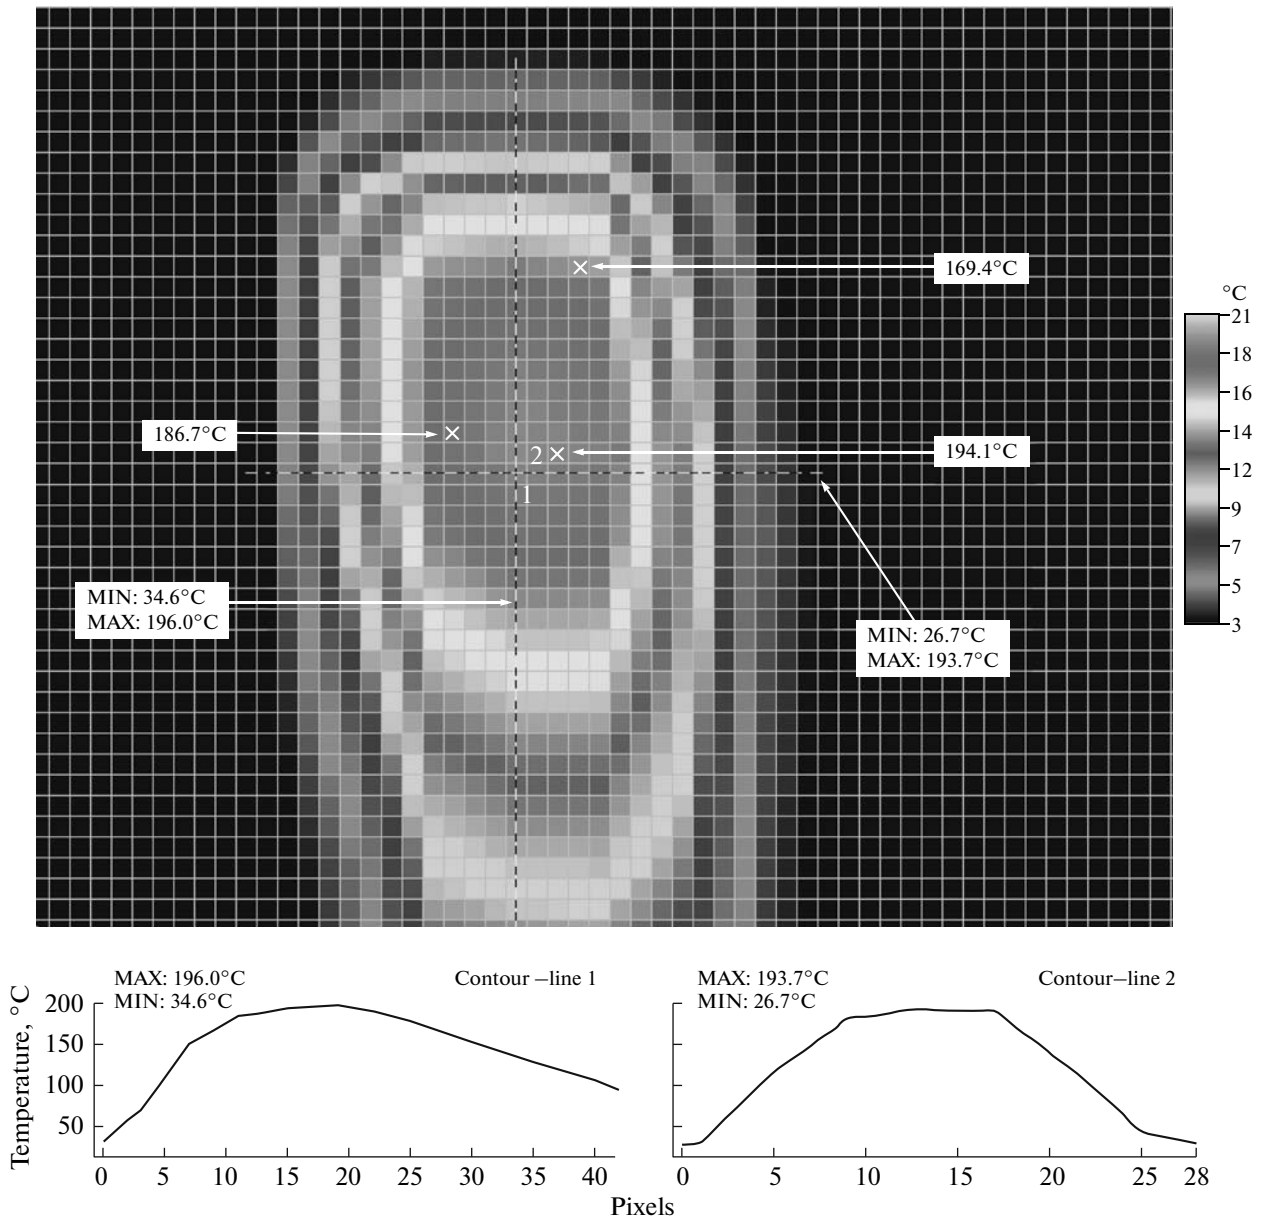 169.4°C
°C
21
18
16
14
12
9
7
5
3
186.7°C
2
194.1°C
1
MIN: 34.6°C
MAX: 196.0°C
MIN: 26.7°C
MAX: 193.7°C
MAX: 196.0°C
MIN: 34.6°C
Contour –line 1
MAX: 193.7°C
MIN: 26.7°C
Contour–line 2
Temperature, °C
200
150
100
50
0 5 10 15 20 25 30 35 40
0 5 10 15 20 25 28
Pixels